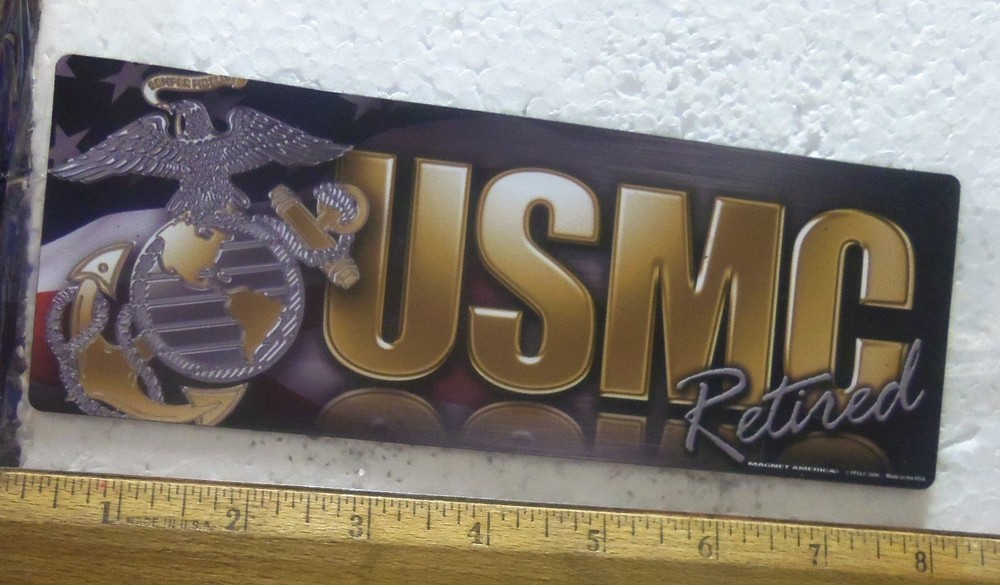 SEMPER FIDELIS
USMC
Retired
MAGNET AMERICA
Made in the USA
1 2 3 4 5 6 7 8
MADE IN U.S.A.